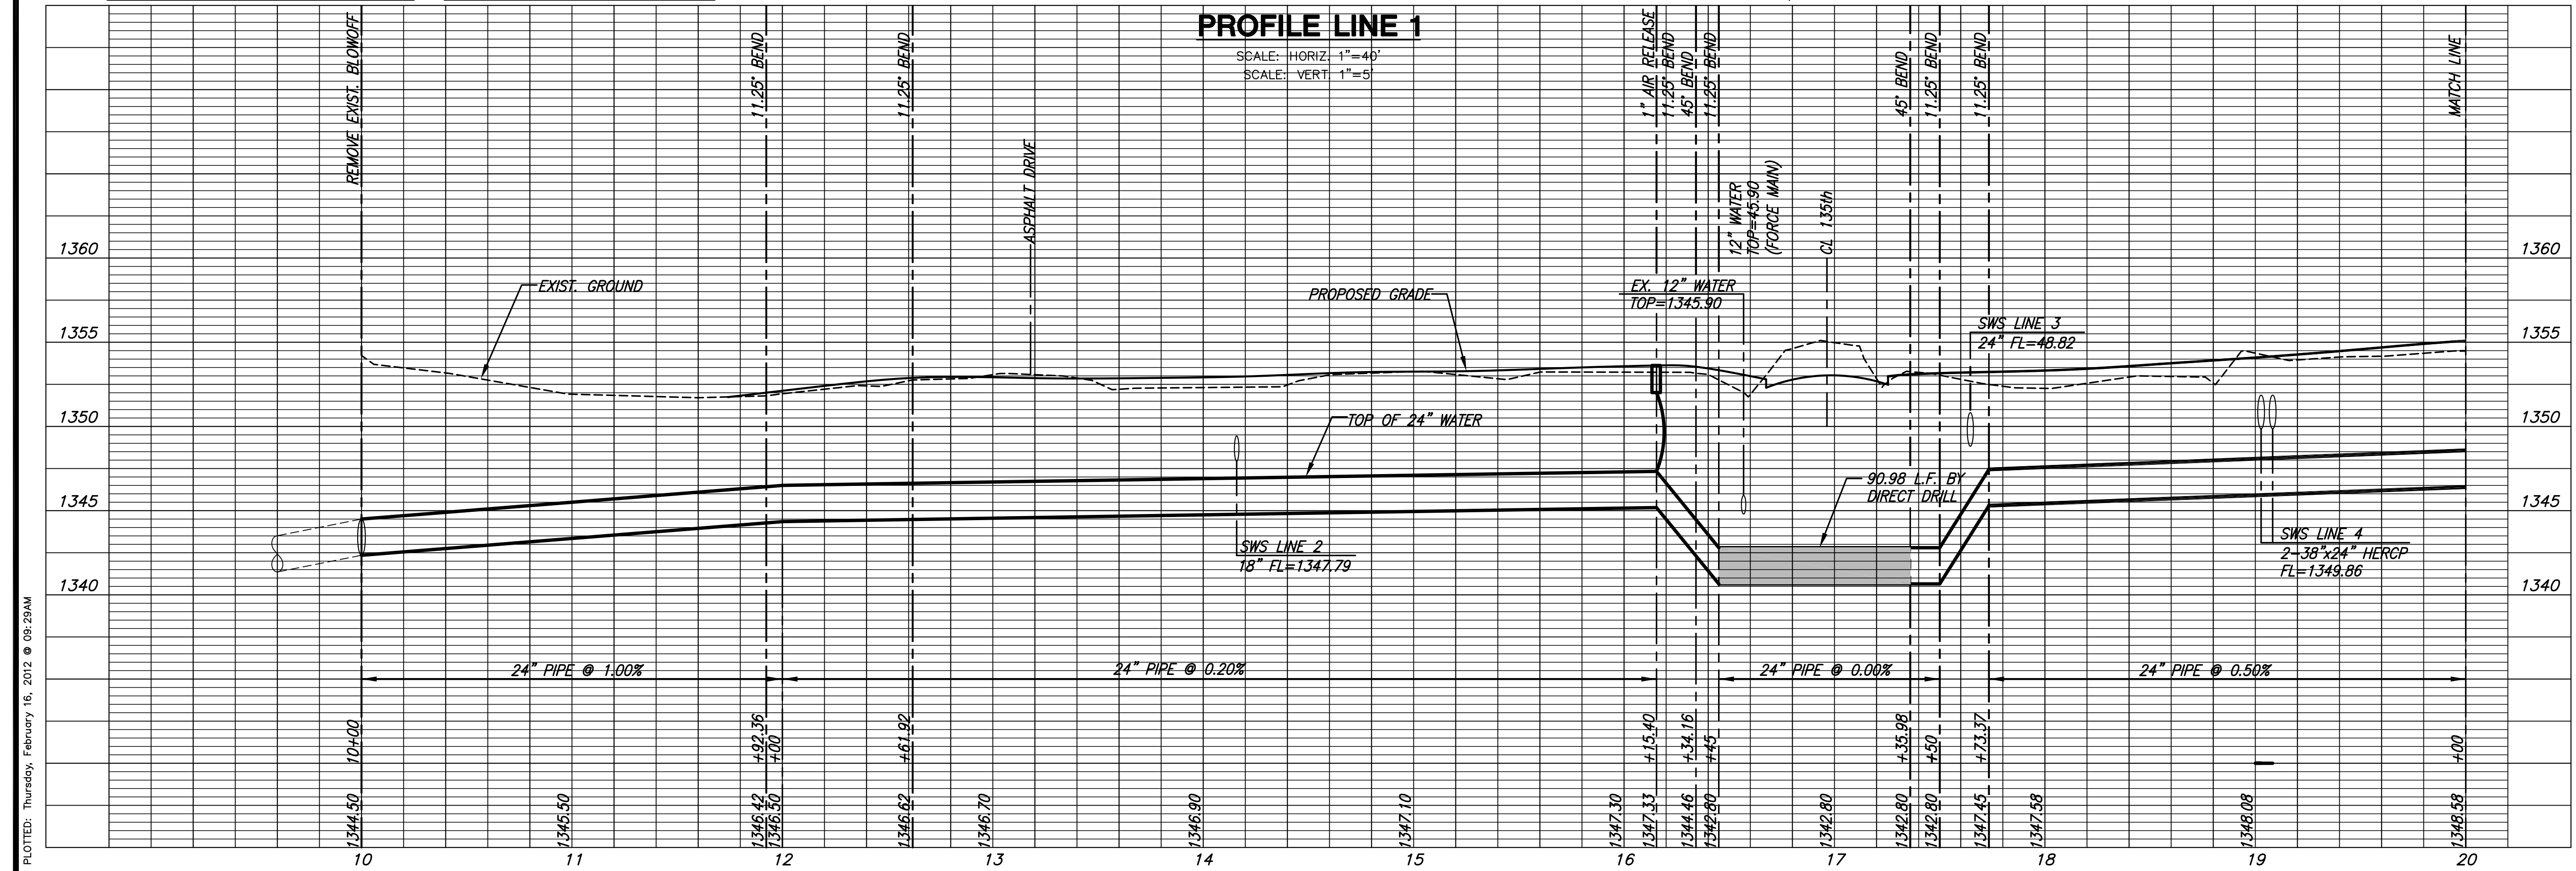 PROFILE LINE 1
SCALE: HORIZ. 1"=40'
SCALE: VERT. 1"=5'
REMOVE EXIST. BLOWOFF
11.25° BEND
11.25° BEND
ASPHALT DRIVE
1" AIR RELEASE
11.25° BEND
45° BEND
11.25° BEND
12" WATER
TOP=45.90
(FORCE MAIN)
CL 135th
45° BEND
11.25° BEND
11.25° BEND
MATCH LINE
1360
1360
EXIST. GROUND
PROPOSED GRADE
EX. 12" WATER
TOP=1345.90
SWS LINE 3
24" FL=48.82
1355
1355
1350
1350
TOP OF 24" WATER
90.98 L.F. BY
DIRECT DRILL
1345
1345
SWS LINE 2
18" FL=1347.79
SWS LINE 4
2-38"x24" HERCP
FL=1349.86
1340
1340
24" PIPE @ 1.00%
24" PIPE @ 0.20%
24" PIPE @ 0.00%
24" PIPE @ 0.50%
10+00
+92.36
+00
+61.92
+15.40
+34.16
+45
+35.98
+50
+73.37
+00
1344.50
1345.50
1346.42
1346.50
1346.62
1346.70
1346.90
1347.10
1347.30
1347.33
1344.46
1342.80
1342.80
1342.80
1342.80
1347.45
1347.58
1348.08
1348.58
10
11
12
13
14
15
16
17
18
19
20
PLOTTED: Thursday, February 16, 2012 @ 09:29AM